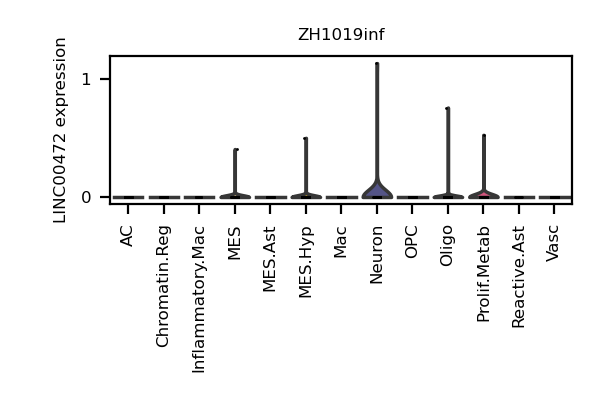 ZH1019inf
LINC00472 expression
1
0
AC
Chromatin.Reg
Inflammatory.Mac
MES
MES.Ast
MES.Hyp
Mac
Neuron
OPC
Oligo
Prolif.Metab
Reactive.Ast
Vasc